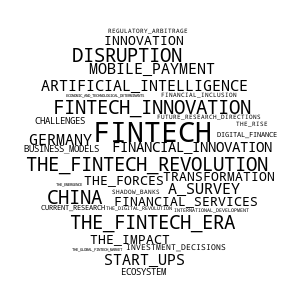 REGULATORY_ARBITRAGE
INNOVATION
DISRUPTION
MOBILE_PAYMENT
ARTIFICIAL_INTELLIGENCE
ECONOMIC_AND_TECHNOLOGICAL_DETERMINANTS FINANCIAL_INCLUSION
FINTECH_INNOVATION
CHALLENGES FUTURE_RESEARCH_DIRECTIONS
THE_RISE
FINTECH
GERMANY DIGITAL_FINANCE
BUSINESS_MODELS FINANCIAL_INNOVATION
THE_FINTECH_REVOLUTION
THE_FORCES TRANSFORMATION
THE_EMERGENCE SHADOW_BANKS A_SURVEY
CHINA FINANCIAL_SERVICES
CURRENT_RESEARCH THE_DIGITAL_REVOLUTION INTERNATIONAL_DEVELOPMENT
THE_FINTECH_ERA
THE_IMPACT
THE_GLOBAL_FINTECH_MARKET INVESTMENT_DECISIONS
START_UPS
ECOSYSTEM